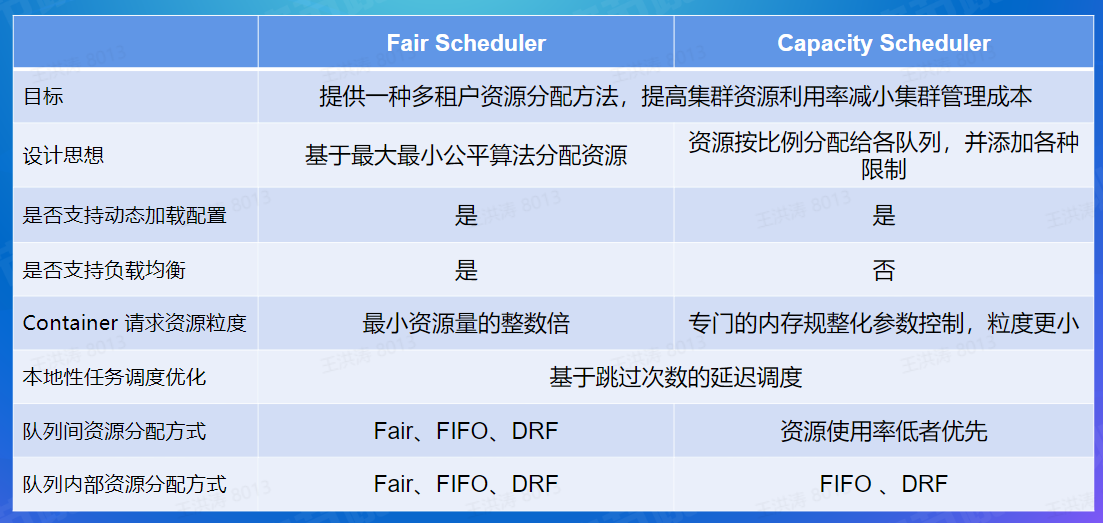 Fair Scheduler
Capacity Scheduler
目标
提供一种多租户资源分配方法，提高集群资源利用率减小集群管理成本
设计思想
基于最大最小公平算法分配资源
资源按比例分配给各队列，并添加各种
限制
是否支持动态加载配置
是
是
是否支持负载均衡
是
否
Container 请求资源粒度
最小资源量的整数倍
专门的内存规整化参数控制，粒度更小
本地性任务调度优化
基于跳过次数的延迟调度
队列间资源分配方式
Fair、FIFO、DRF
资源使用率低者优先
队列内部资源分配方式
Fair、FIFO、DRF
FIFO 、DRF
王洪涛 8013